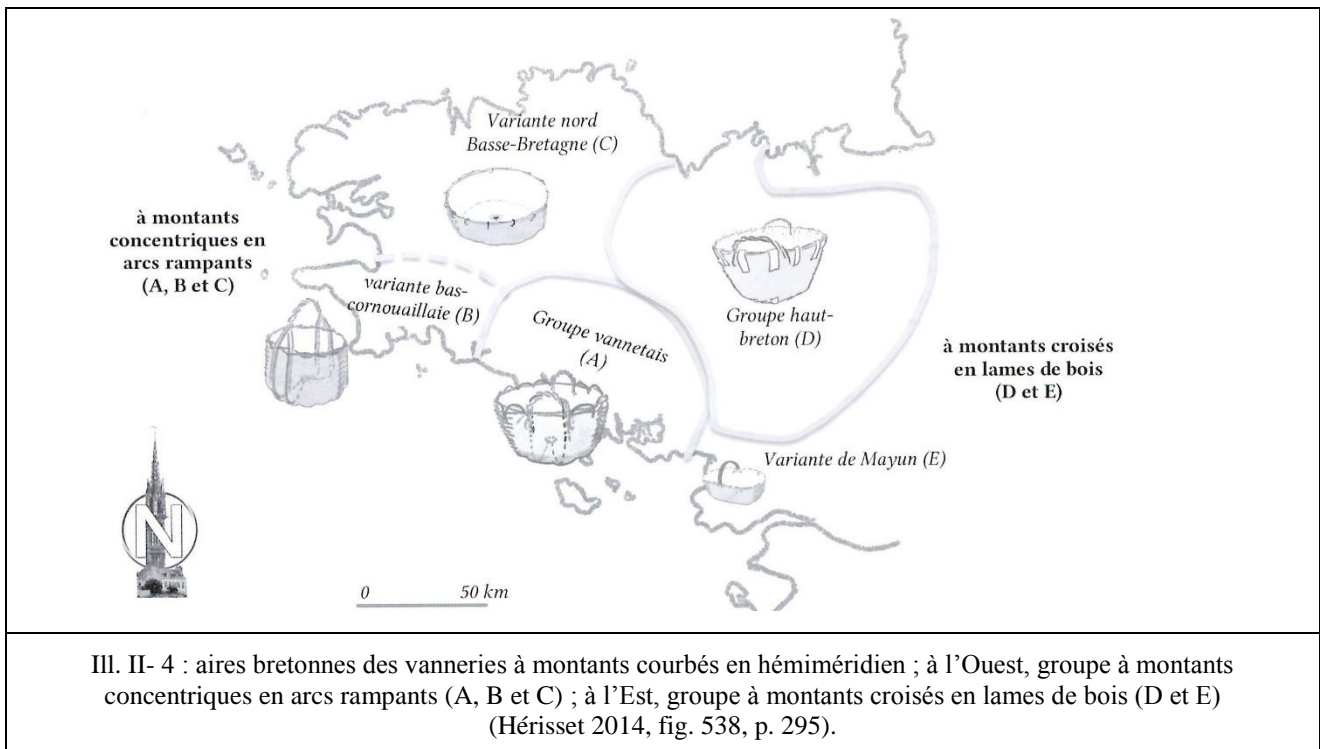 Variante nord
Basse-Bretagne (C)
à montants
concentriques en
arcs rampants
(A, B et C)
variante bas-
cornouaillaie (B)
Groupe vannetais
(A)
Groupe haut-
breton (D)
à montants croisés
en lames de bois
(D et E)
Variante de Mayun (E)
N
0 50 km
Ill. II- 4 : aires bretonnes des vanneries à montants courbés en hémiméridien ; à l'Ouest, groupe à montants
concentriques en arcs rampants (A, B et C) ; à l'Est, groupe à montants croisés en lames de bois (D et E)
(Hérisset 2014, fig. 538, p. 295).